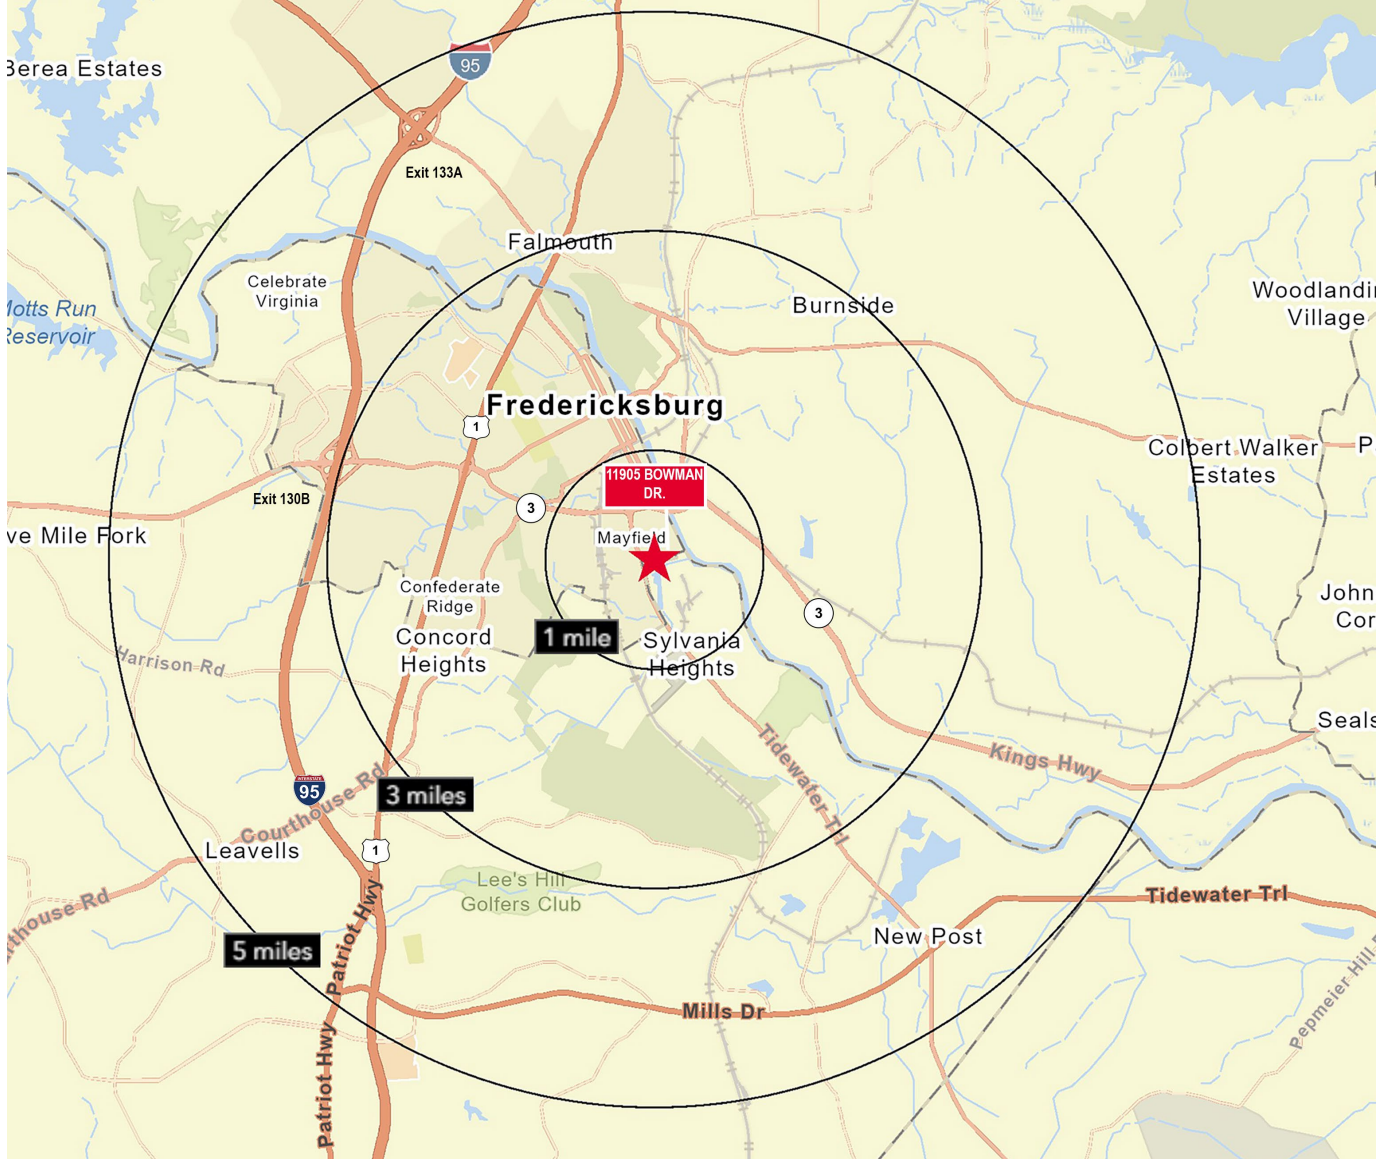 95
Berea Estates
Exit 133A
Falmouth
Celebrate
Virginia
Burnside
Motts Run
Reservoir
Woodlandi
Village
Fredericksburg
1
Colbert Walker
Estates
P
11905 BOWMAN
DR.
Exit 130B
3
ve Mile Fork
Mayfield
Confederate
Ridge
3
John
Cor
Concord
Heights
1 mile
Sylvania
Heights
Harrison Rd
Seals
Tidewater Trl
Kings Hwy
INTERSTATE
95
3 miles
Courthouse Rd
Leavells
1
Lee's Hill
Golfers Club
Patriot Hwy
thouse Rd
Tidewater Trl
5 miles
New Post
Mills Dr
Pepmeier Hill
Patriot Hwy